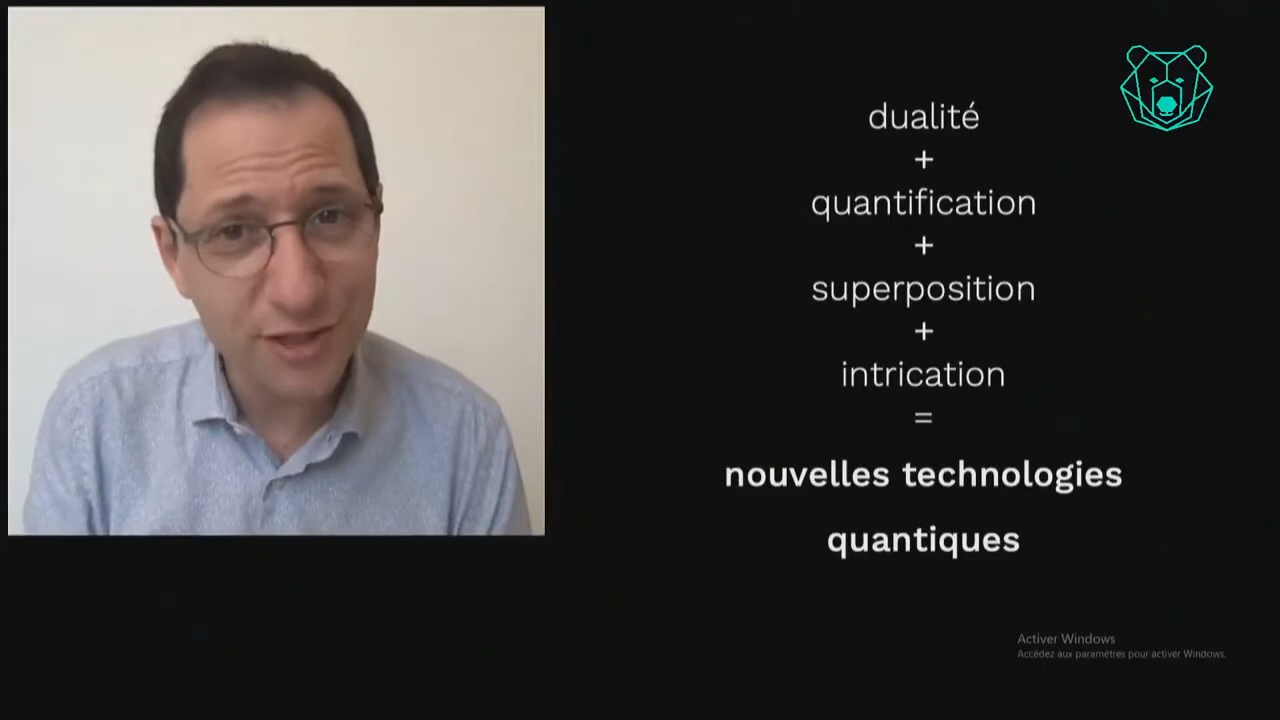 dualité
+
quantification
+
superposition
+
intrication
=
nouvelles technologies
quantiques
Activer Windows
Accédez aux paramètres pour activer Windows.